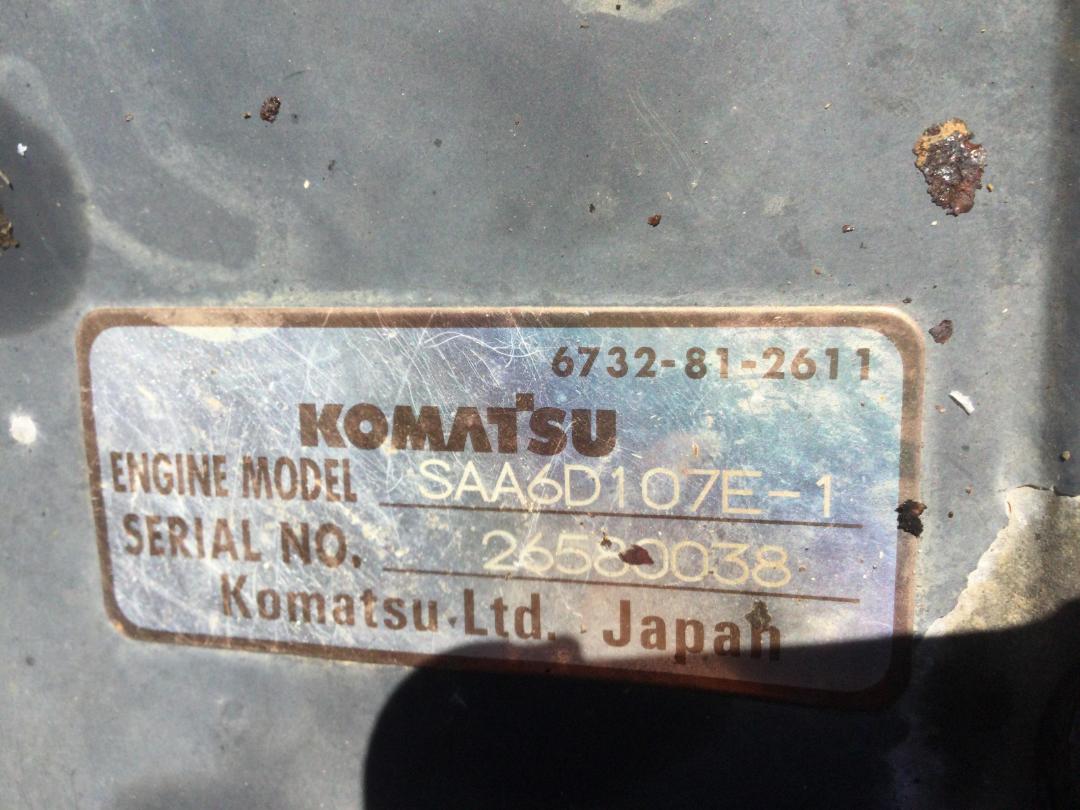 6732-81-2611
KOMATSU
ENGINE MODEL SAA6D107E-1
SERIAL NO. 26580038
Komatsu Ltd. Japan